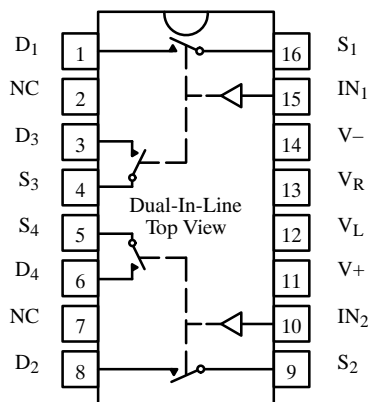 D1 1 16 S1
NC 2 15 IN1
D3 3 14 V−
S3 4 13 VR
Dual-In-Line
Top View
S4 5 12 VL
D4 6 11 V+
NC 7 10 IN2
D2 8 9 S2